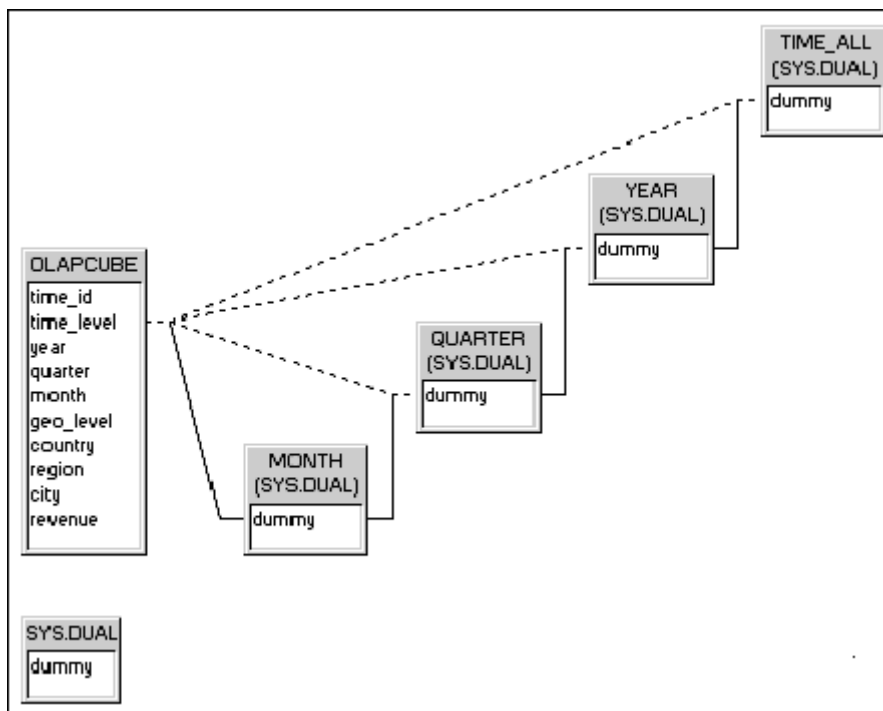 TIME_ALL
(SYS.DUAL)
dummy
YEAR
(SYS.DUAL)
dummy
OLAPCUBE
time_id
time_level
year
quarter
month
geo_level
country
region
city
revenue
QUARTER
(SYS.DUAL)
dummy
MONTH
(SYS.DUAL)
dummy
SYS.DUAL
dummy